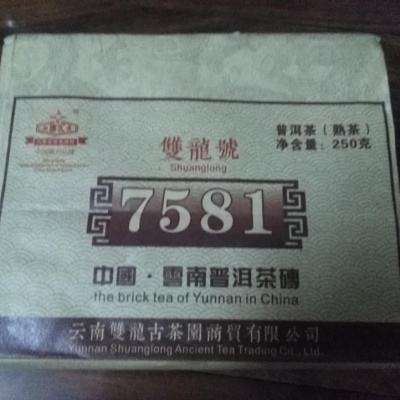 雙龍號
Shuanglong
普洱茶（熟茶）
净含量：250克
7581
中國·雲南普洱茶磚
the brick tea of Yunnan in China
云南雙龍古茶園商貿有限公司
Yunnan Shuanglong Ancient Tea Trading Co., Ltd.